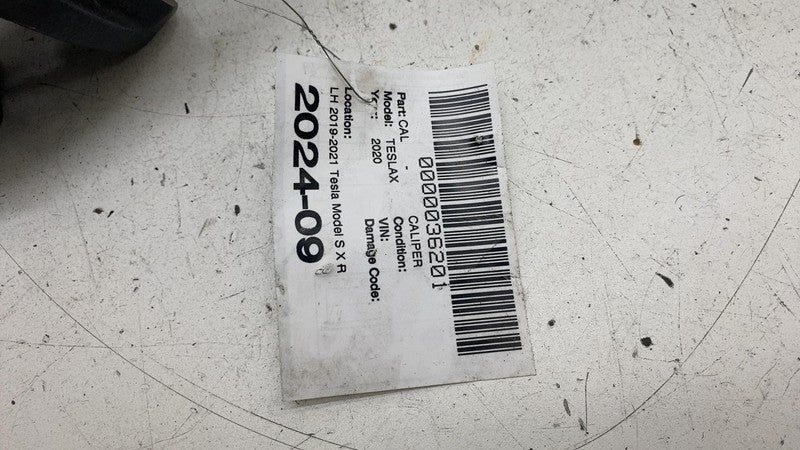 0000036201
Part: CAL - CALIPER
Model: TESLAX Condition:
Year: 2020 VIN:
Damage Code:
Location:
LH 2019-2021 Tesla Model S X R
2024-09